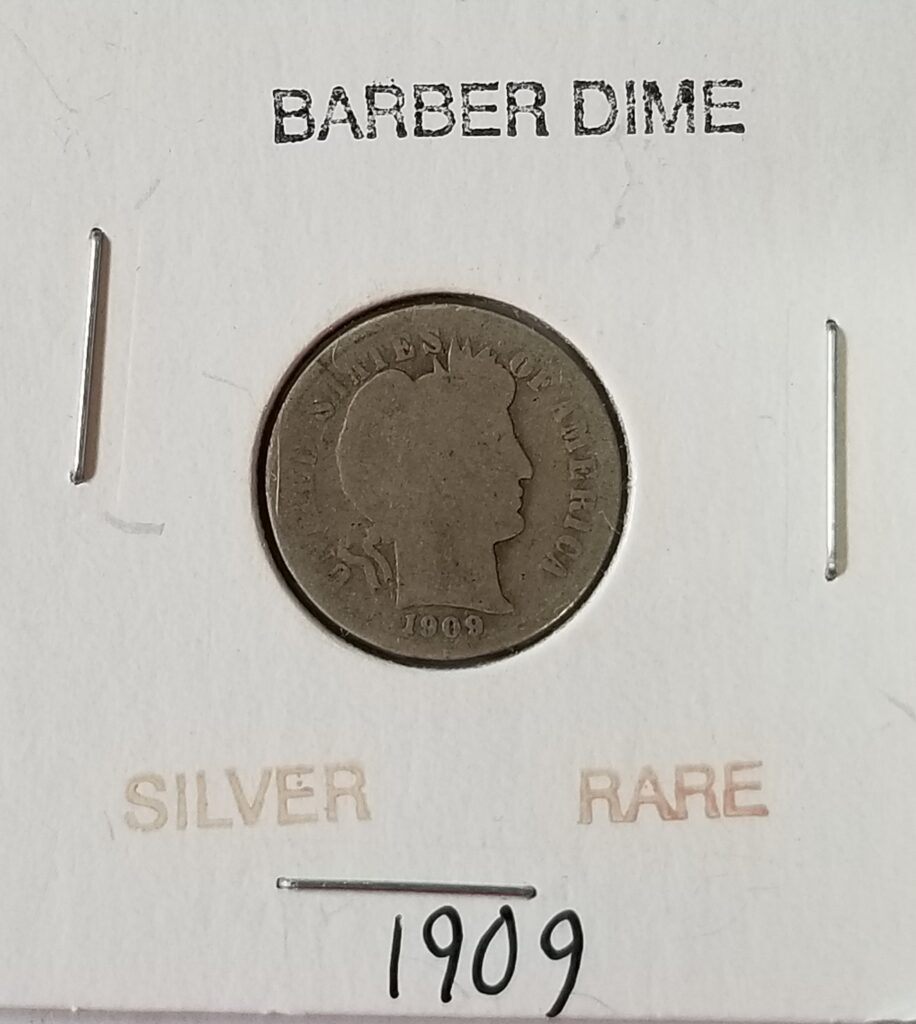 BARBER DIME
STATES OF AMERICA
1909
SILVER RARE
1909